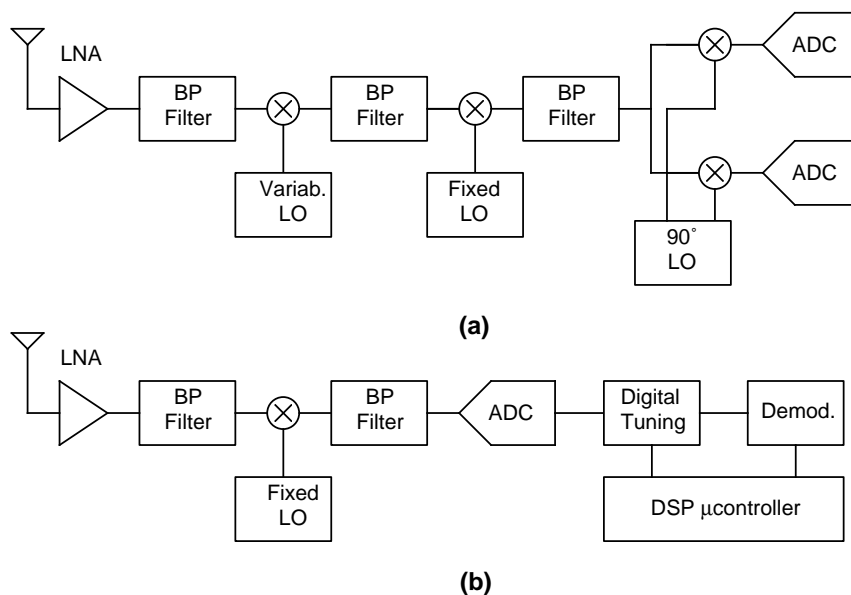 LNA
BP
Filter
BP
Filter
BP
Filter
ADC
ADC
Variab.
LO
Fixed
LO
90°
LO
(a)
LNA
BP
Filter
BP
Filter
ADC
Digital
Tuning
Demod.
Fixed
LO
DSP μcontroller
(b)